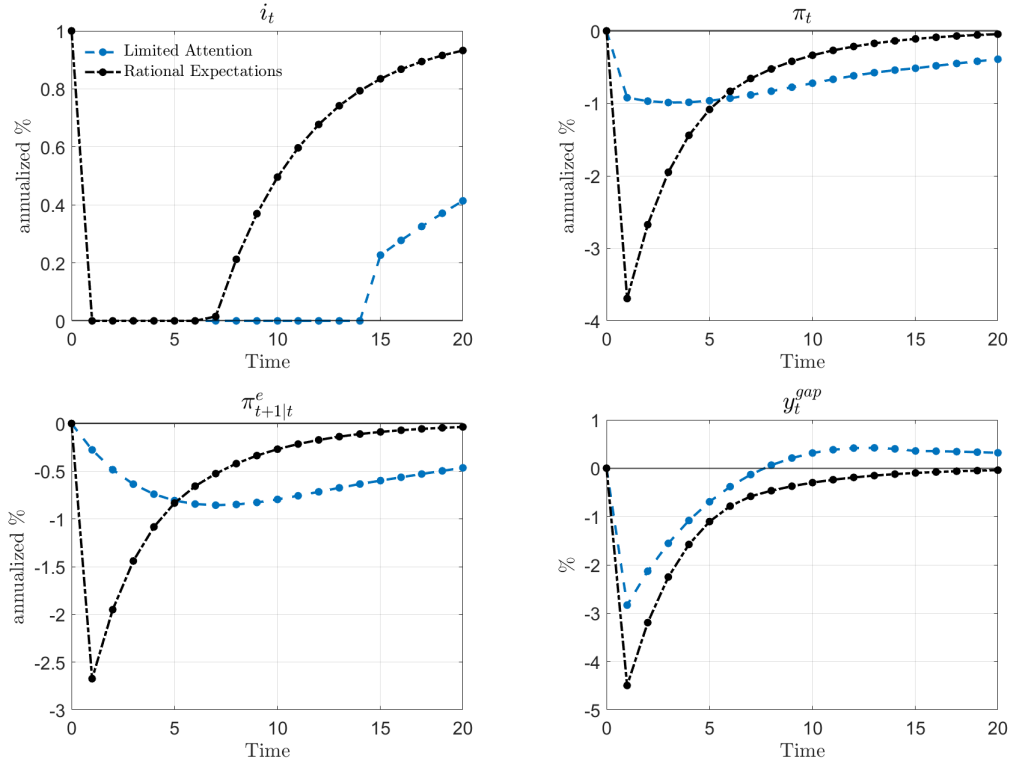 i_t
1
0.8
0.6
0.4
0.2
0
annualized %
Limited Attention
Rational Expectations
0 5 10 15 20
Time
π_t
0
-1
-2
-3
-4
annualized %
0 5 10 15 20
Time
π^e_{t+1|t}
0
-0.5
-1
-1.5
-2
-2.5
-3
annualized %
0 5 10 15 20
Time
y_t^{gap}
1
0
-1
-2
-3
-4
-5
%
0 5 10 15 20
Time